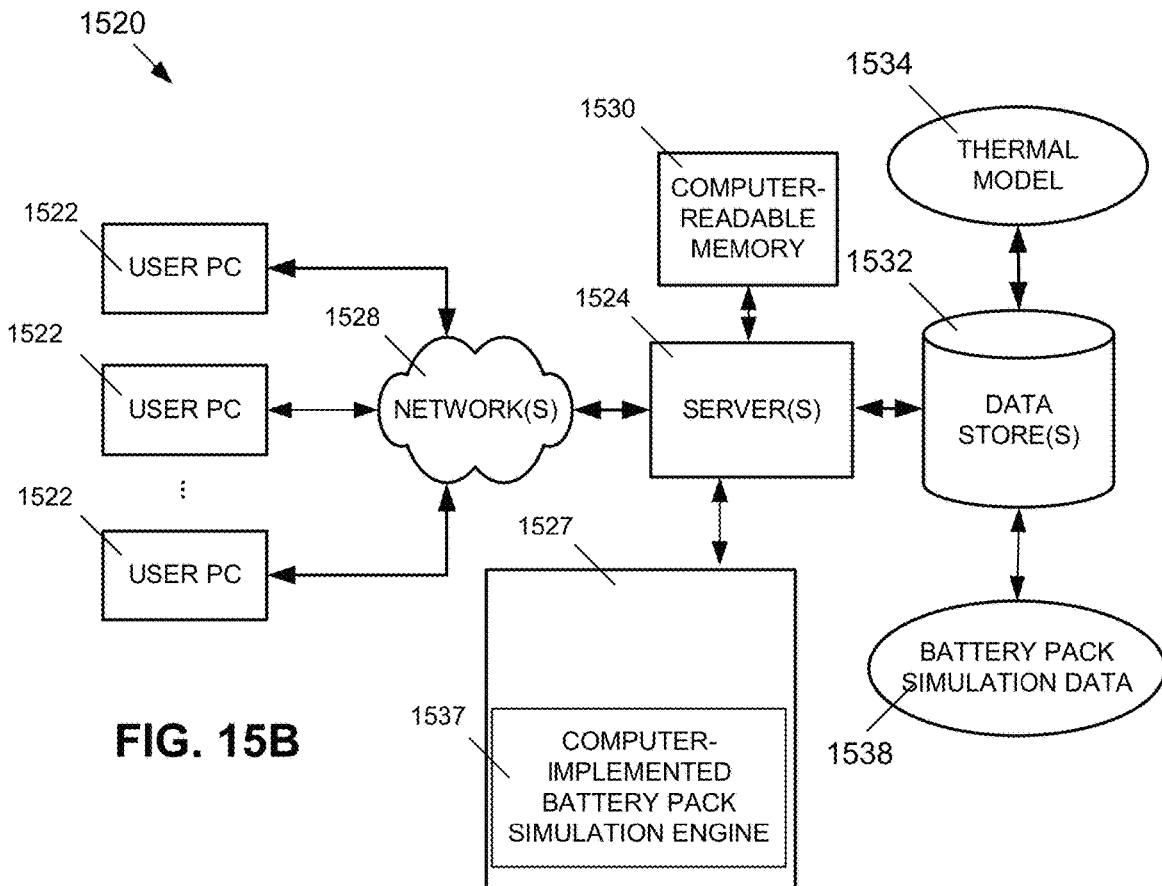 1520
1534
THERMAL
MODEL
1530
COMPUTER-
READABLE
MEMORY
1522
USER PC
1532
1524
1528
1522
USER PC
NETWORK(S)
SERVER(S)
DATA
STORE(S)
...
1522
USER PC
1527
BATTERY PACK
SIMULATION DATA
1538
FIG. 15B
1537
COMPUTER-
IMPLEMENTED
BATTERY PACK
SIMULATION ENGINE